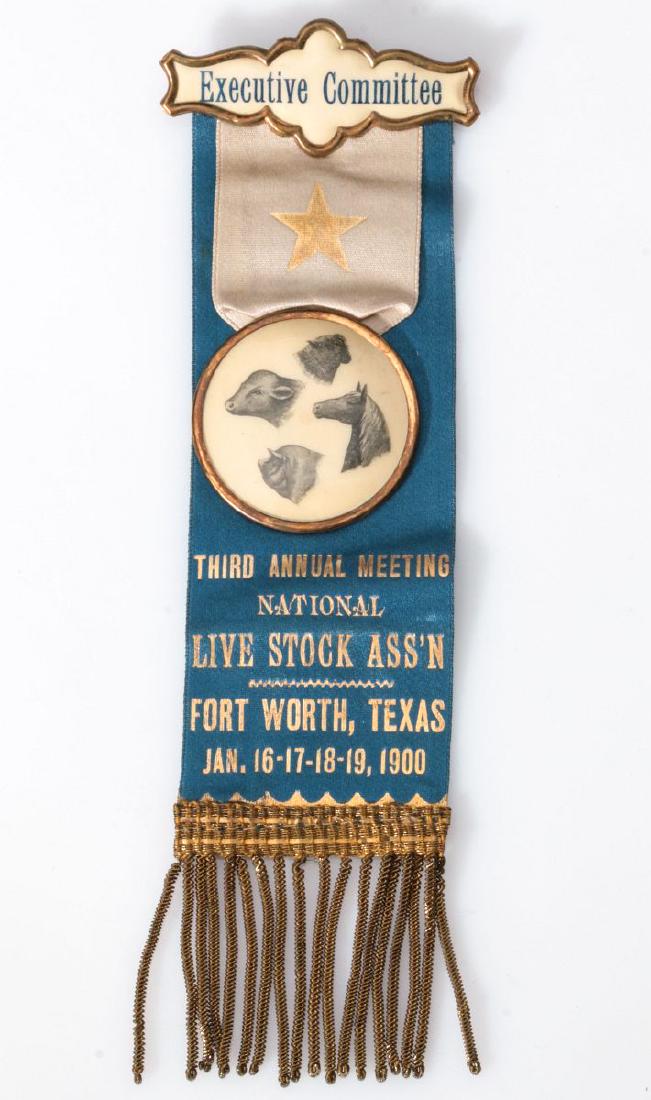 Executive Committee
THIRD ANNUAL MEETING
NATIONAL
LIVE STOCK ASS'N
FORT WORTH, TEXAS
JAN. 16-17-18-19, 1900